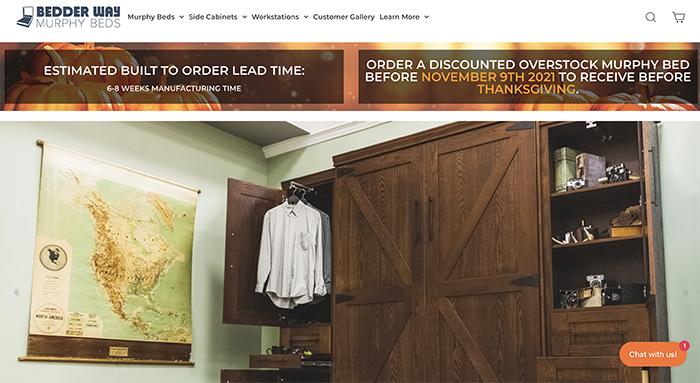 BEDDER WAY
MURPHY BEDS
Murphy Beds Side Cabinets Workstations Customer Gallery Learn More
ESTIMATED BUILT TO ORDER LEAD TIME:
6-8 WEEKS MANUFACTURING TIME
ORDER A DISCOUNTED OVERSTOCK MURPHY BED
BEFORE NOVEMBER 9TH 2021 TO RECEIVE BEFORE
THANKSGIVING.
NORTH AMERICA
Chat with us!
1